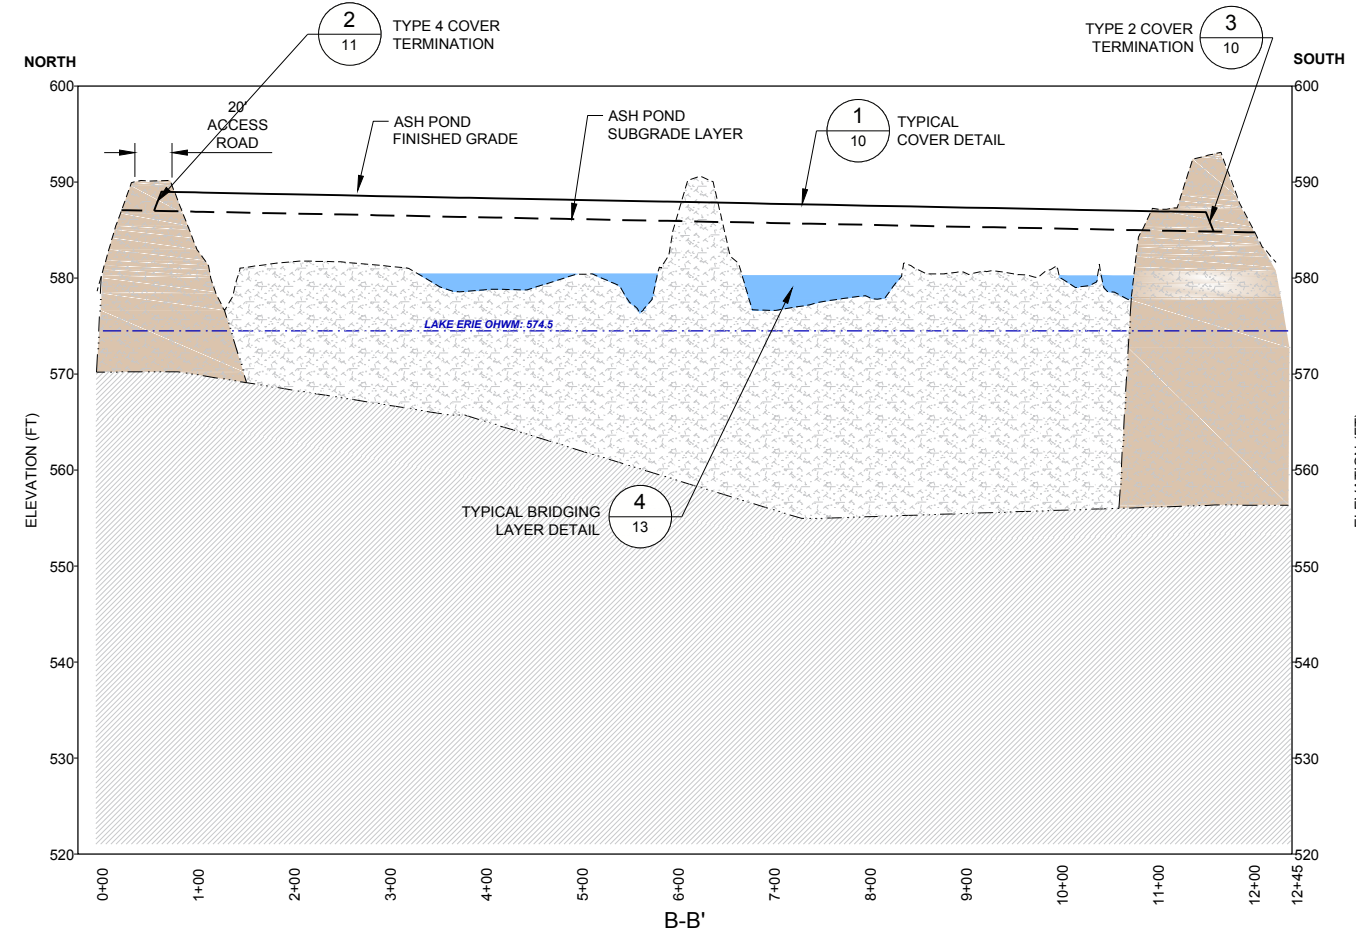 2
11
TYPE 4 COVER
TERMINATION
TYPE 2 COVER
TERMINATION
3
10
NORTH
SOUTH
600
600
20'
ACCESS
ROAD
ASH POND
FINISHED GRADE
ASH POND
SUBGRADE LAYER
1
10
TYPICAL
COVER DETAIL
590
590
580
580
LAKE ERIE OHWM: 574.5
570
570
560
560
ELEVATION (FT)
TYPICAL BRIDGING
LAYER DETAIL
4
13
550
550
540
540
530
530
520
520
0+00
1+00
2+00
3+00
4+00
5+00
6+00
7+00
8+00
9+00
10+00
11+00
12+00
12+45
B-B'